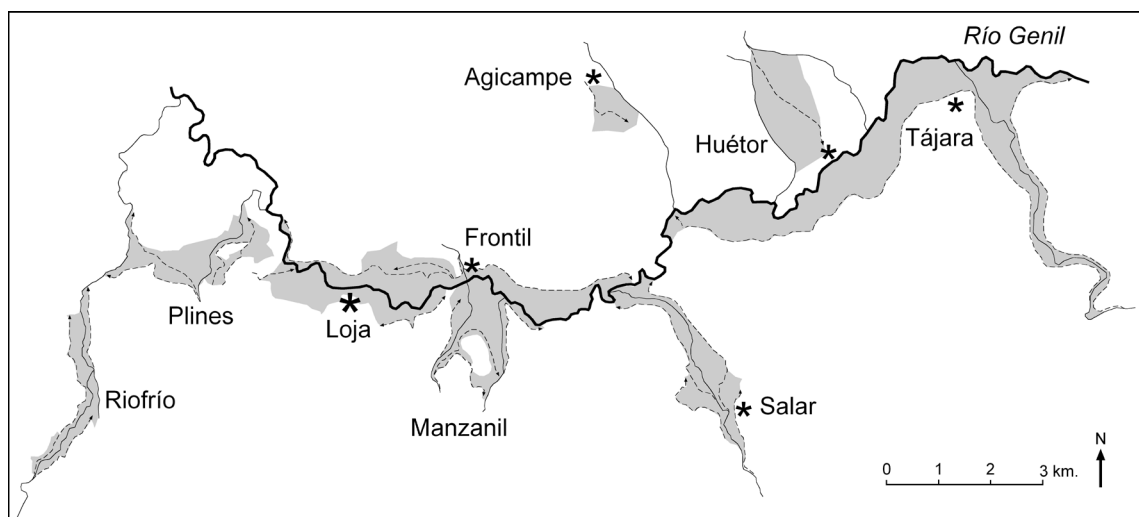 Río Genil
Agicampe
Tájara
Huétor
Frontil
Plines
Loja
Riofrío
Manzanil
Salar
N
0 1 2 3 km.